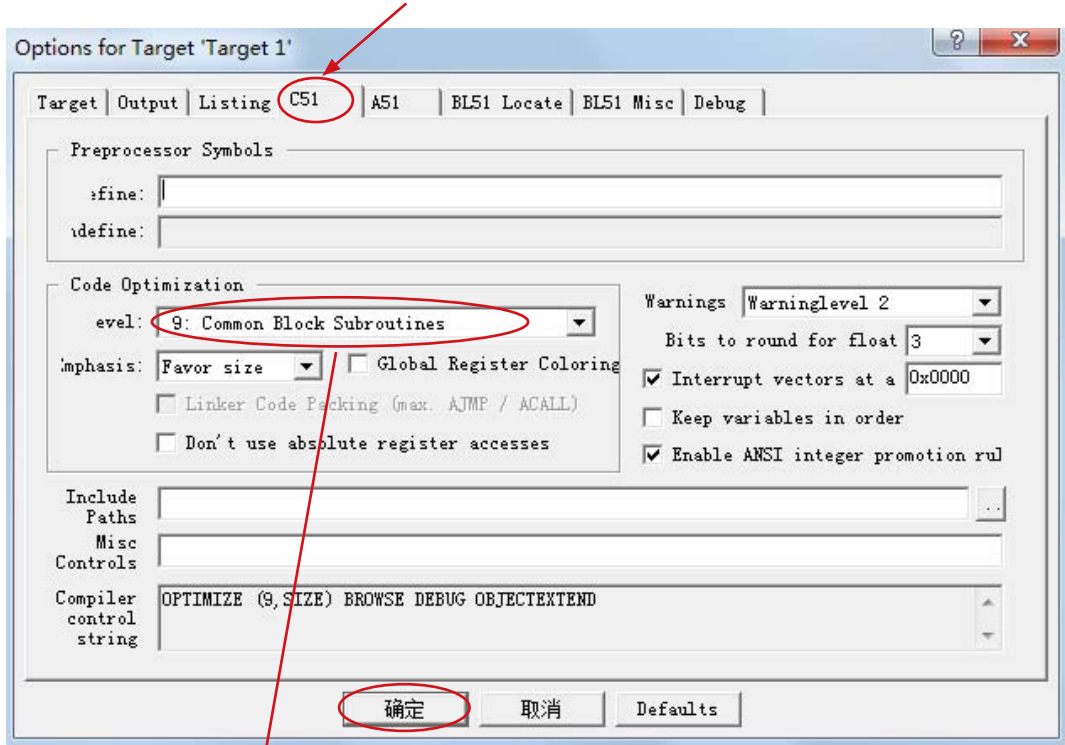 Options for Target 'Target 1'
Target Output Listing C51 A51 BL51 Locate BL51 Misc Debug
Preprocessor Symbols
efine:
define:
Code Optimization
evel: 9: Common Block Subroutines
Warnings Warninglevel 2
Bits to round for float 3
mphasis: Favor size Global Register Coloring
Interrupt vectors at a 0x0000
Linker Code Packing (max. AJMP / ACALL)
Keep variables in order
Don't use absolute register accesses
Enable ANSI integer promotion rul
Include
Paths
..
Misc
Controls
Compiler
control
string
OPTIMIZE (9,SIZE) BROWSE DEBUG OBJECTEXTEND
确定 取消 Defaults